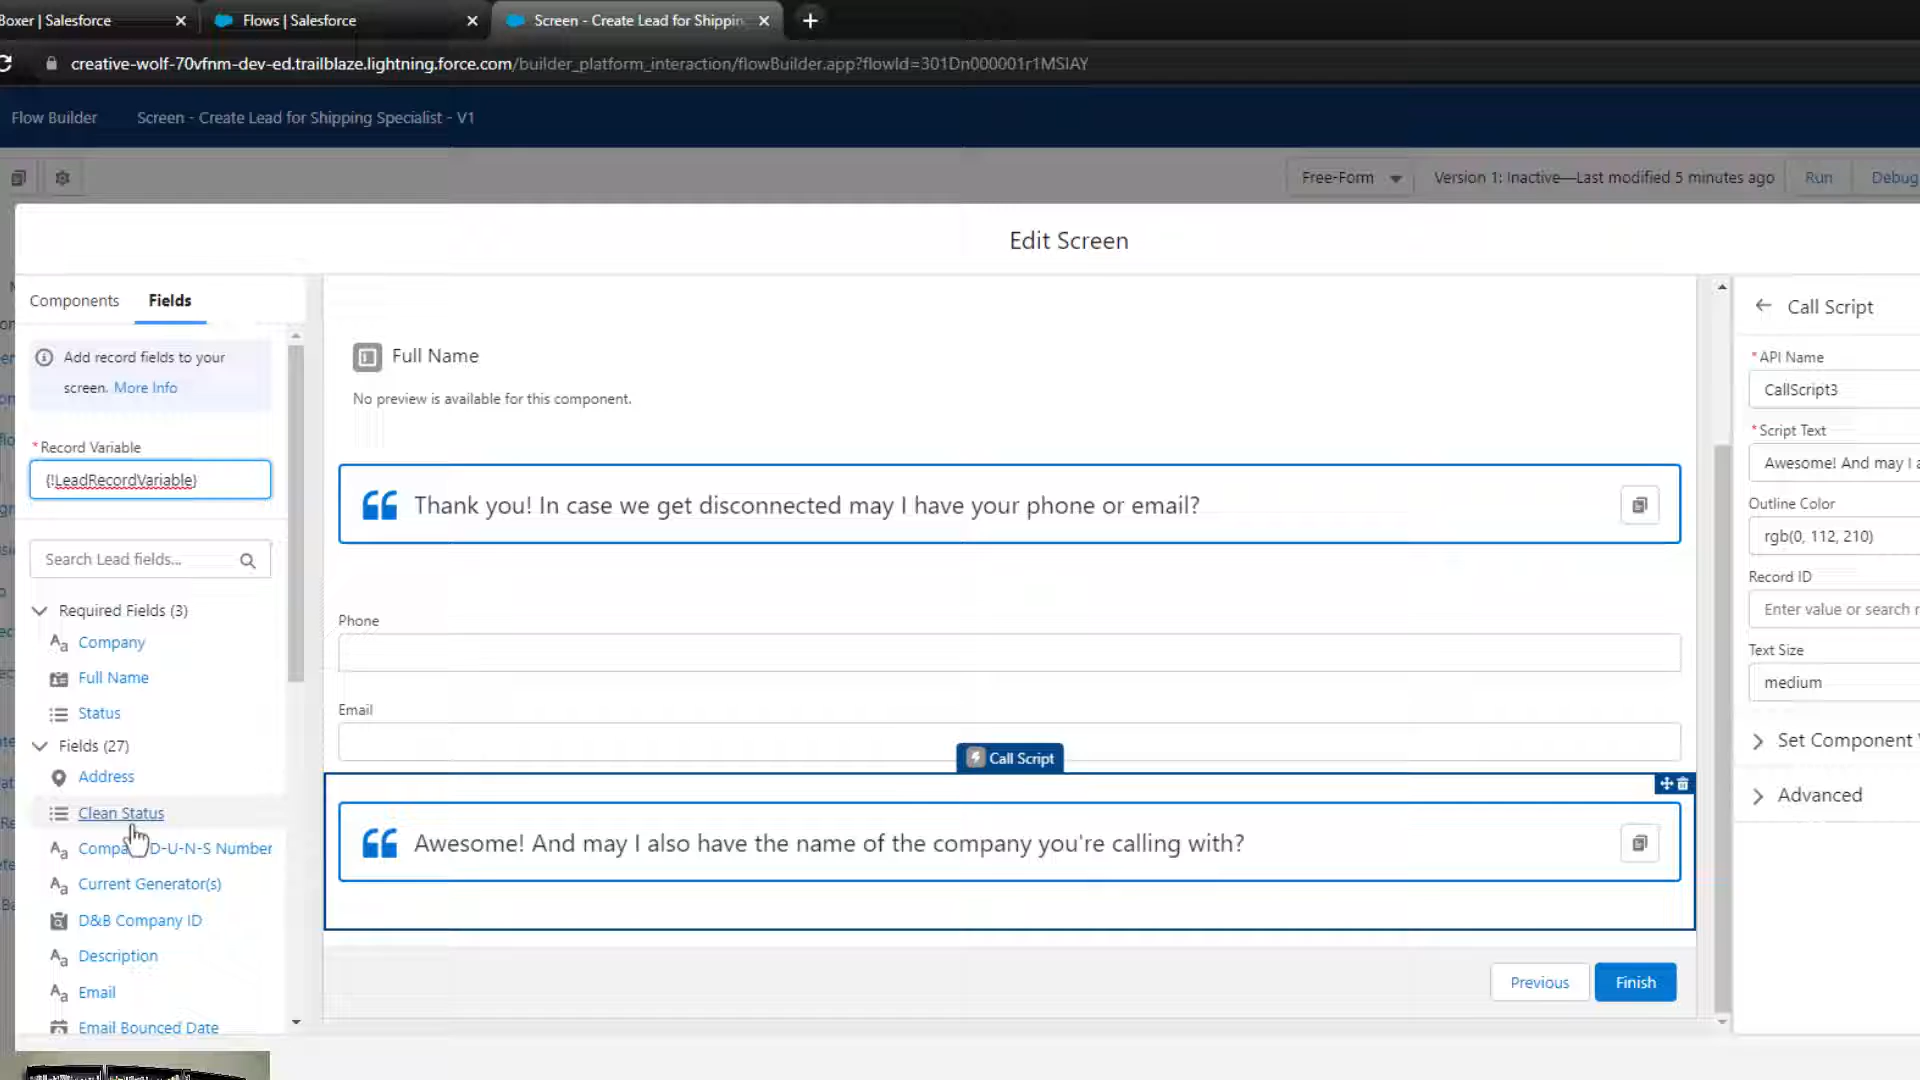 Boxer | Salesforce
Flows | Salesforce
Screen - Create Lead for Shippin
creative-wolf-70vfnm-dev-ed.trailblaze.lightning.force.com/builder_platform_interaction/flowBuilder.app?flowId=301Dn000001r1MSIAY
Flow Builder
Screen - Create Lead for Shipping Specialist - V1
Free-Form
Version 1: Inactive—Last modified 5 minutes ago
Run
Debug
Edit Screen
Components
Fields
Add record fields to your
screen. More Info
* Record Variable
{!LeadRecordVariable}
Search Lead fields...
Required Fields (3)
Company
Full Name
Status
Fields (27)
Address
Clean Status
Compa D-U-N-S Number
Current Generator(s)
D&B Company ID
Description
Email
Email Bounced Date
Full Name
No preview is available for this component.
Thank you! In case we get disconnected may I have your phone or email?
Phone
Email
Call Script
Awesome! And may I also have the name of the company you're calling with?
Previous
Finish
Call Script
* API Name
CallScript3
* Script Text
Awesome! And may I a
Outline Color
rgb(0, 112, 210)
Record ID
Enter value or search r
Text Size
medium
Set Component V
Advanced